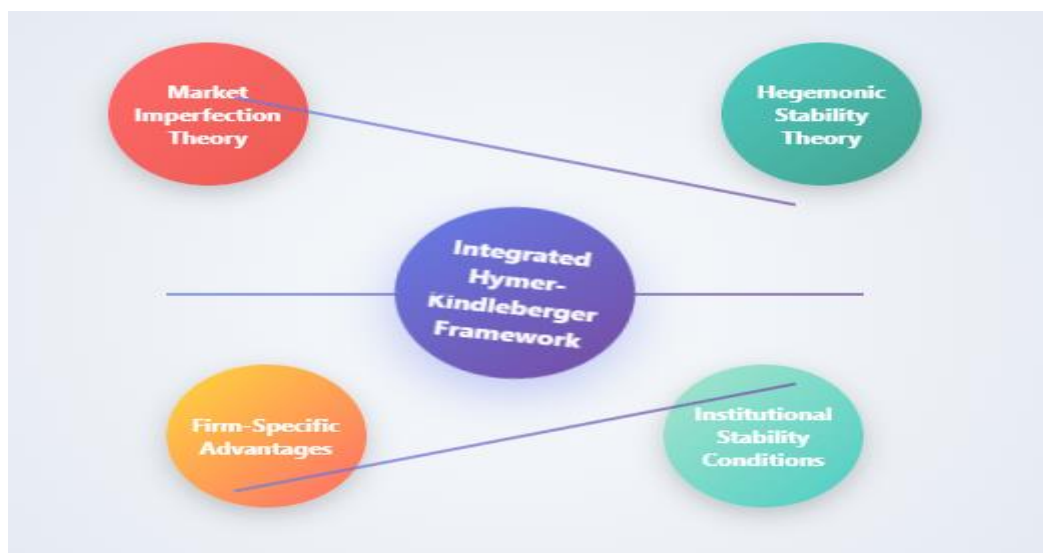 Market
Imperfection
Theory
Hegemonic
Stability
Theory
Integrated
Hymer-
Kindleberger
Framework
Firm-Specific
Advantages
Institutional
Stability
Conditions